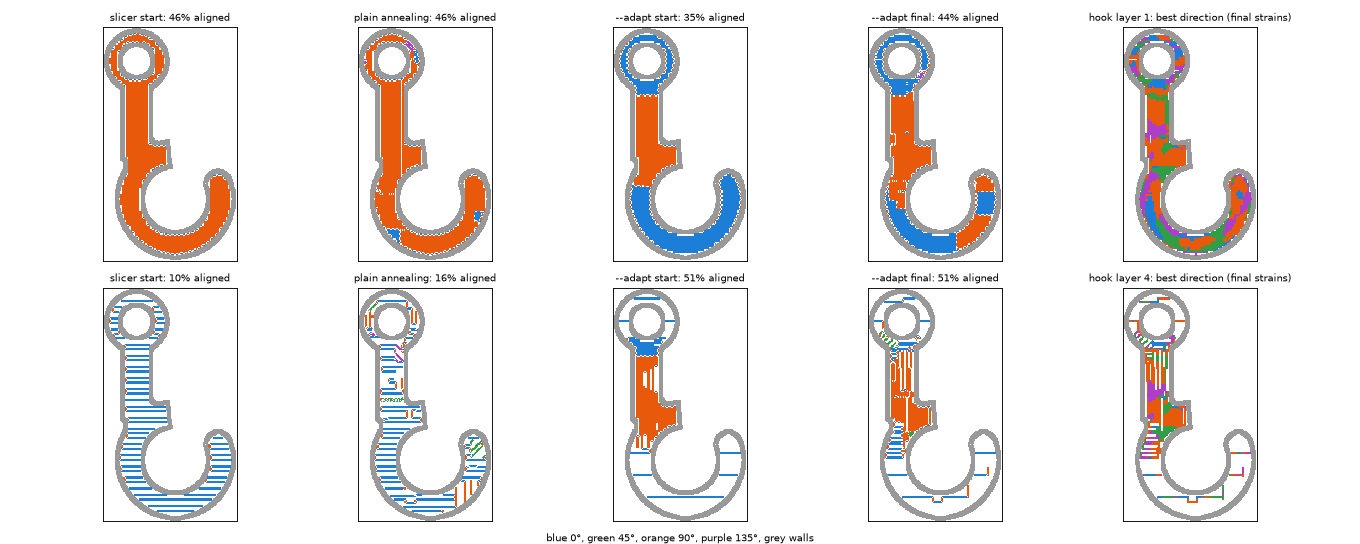 slicer start: 46% aligned
plain annealing: 46% aligned
--adapt start: 35% aligned
--adapt final: 44% aligned
hook layer 1: best direction (final strains)
slicer start: 10% aligned
plain annealing: 16% aligned
--adapt start: 51% aligned
--adapt final: 51% aligned
hook layer 4: best direction (final strains)
blue 0°, green 45°, orange 90°, purple 135°, grey walls